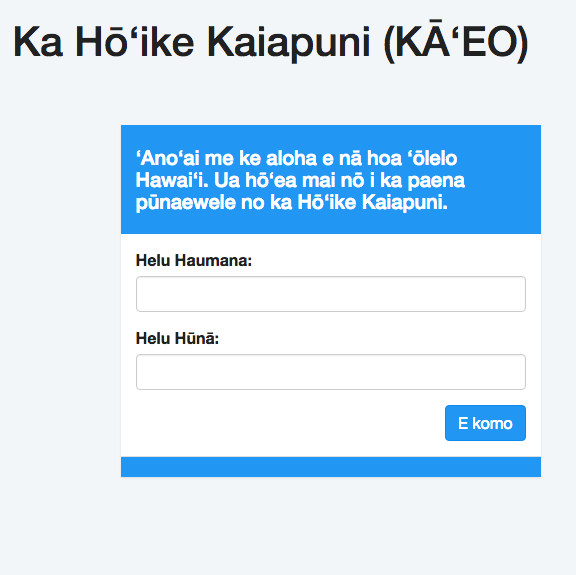 Ka Hōʻike Kaiapuni (KĀʻEO)
ʻAnoʻai me ke aloha e nā hoa ʻōlelo
Hawaiʻi. Ua hōʻea mai nō i ka paena
pūnaewele no ka Hōʻike Kaiapuni.
Helu Haumana:
Helu Hūnā:
E komo